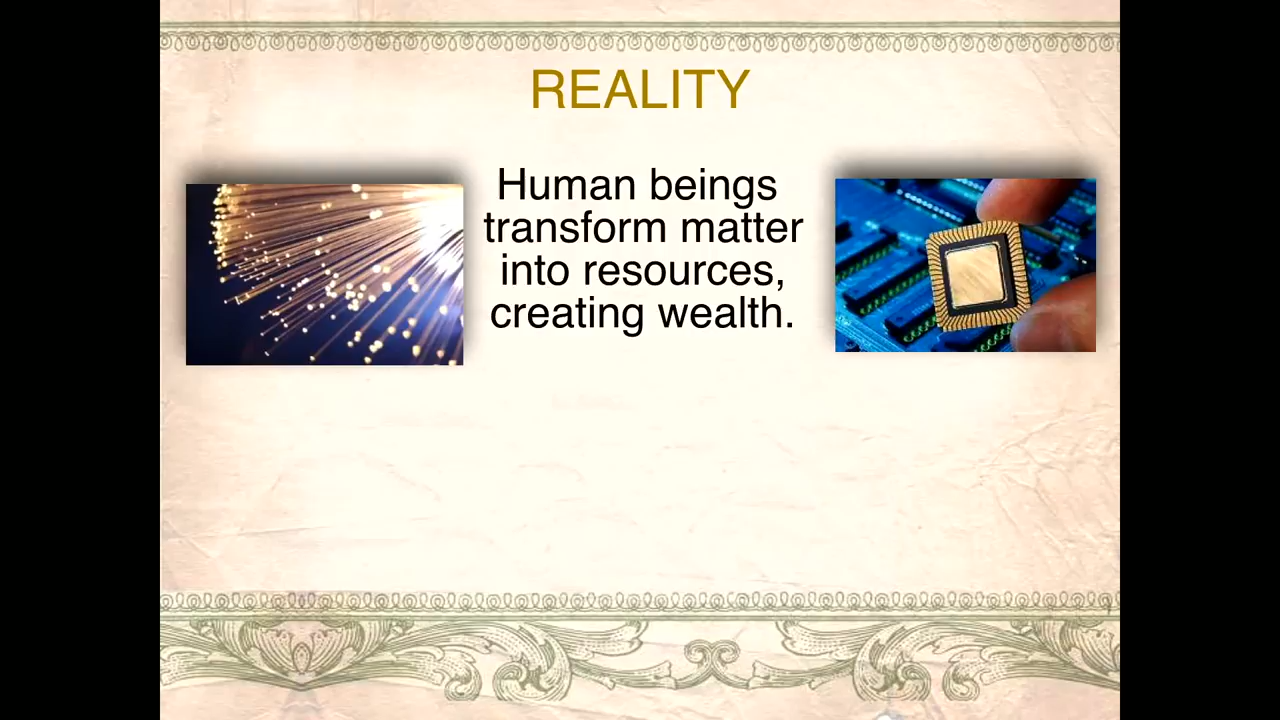 REALITY
Human beings
transform matter
into resources,
creating wealth.